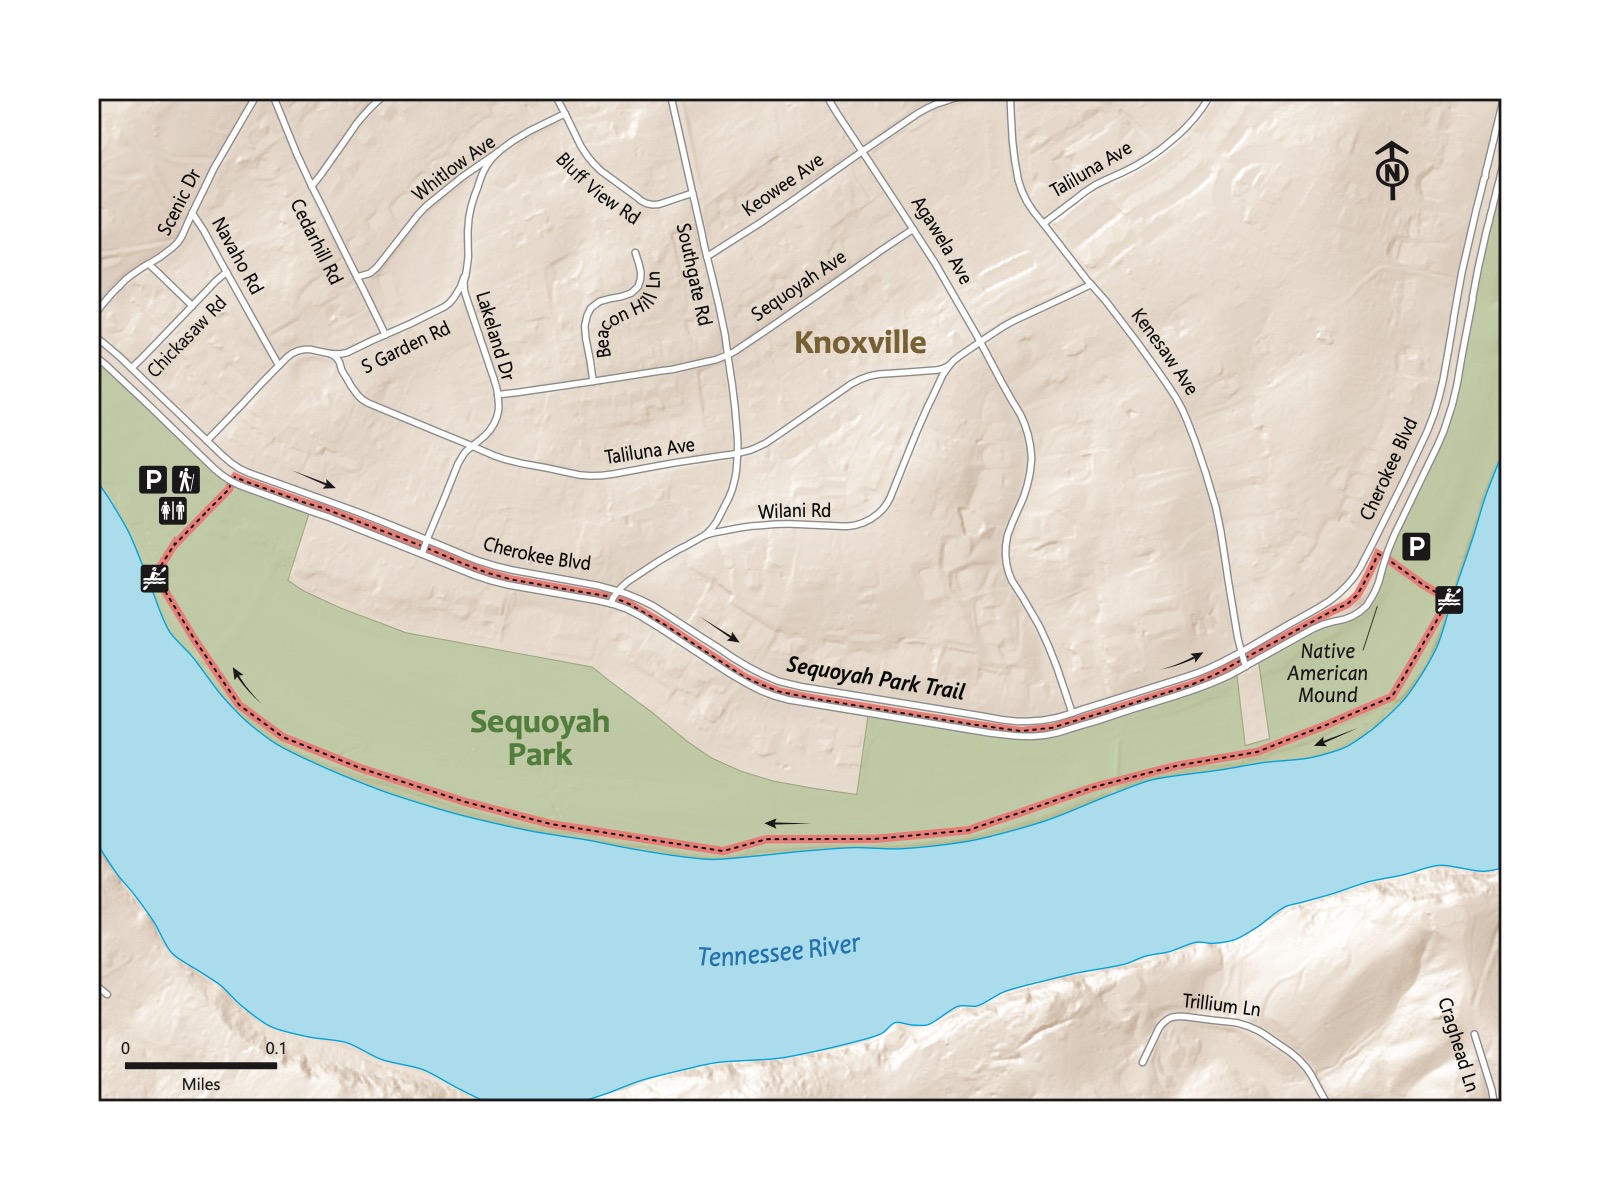 Scenic Dr
Navaho Rd
Cedarhill Rd
Whitlow Ave
Bluff View Rd
Keowee Ave
Agawela Ave
Taliluna Ave
N
Chickasaw Rd
S Garden Rd
Lakeland Dr
Beacon Hill Ln
Southgate Rd
Sequoyah Ave
Knoxville
Kenesaw Ave
Taliluna Ave
Cherokee Blvd
P
Wilani Rd
Cherokee Blvd
P
Sequoyah Park Trail
Native
American
Mound
Sequoyah
Park
Tennessee River
Trillium Ln
Craghead Ln
0 0.1
Miles